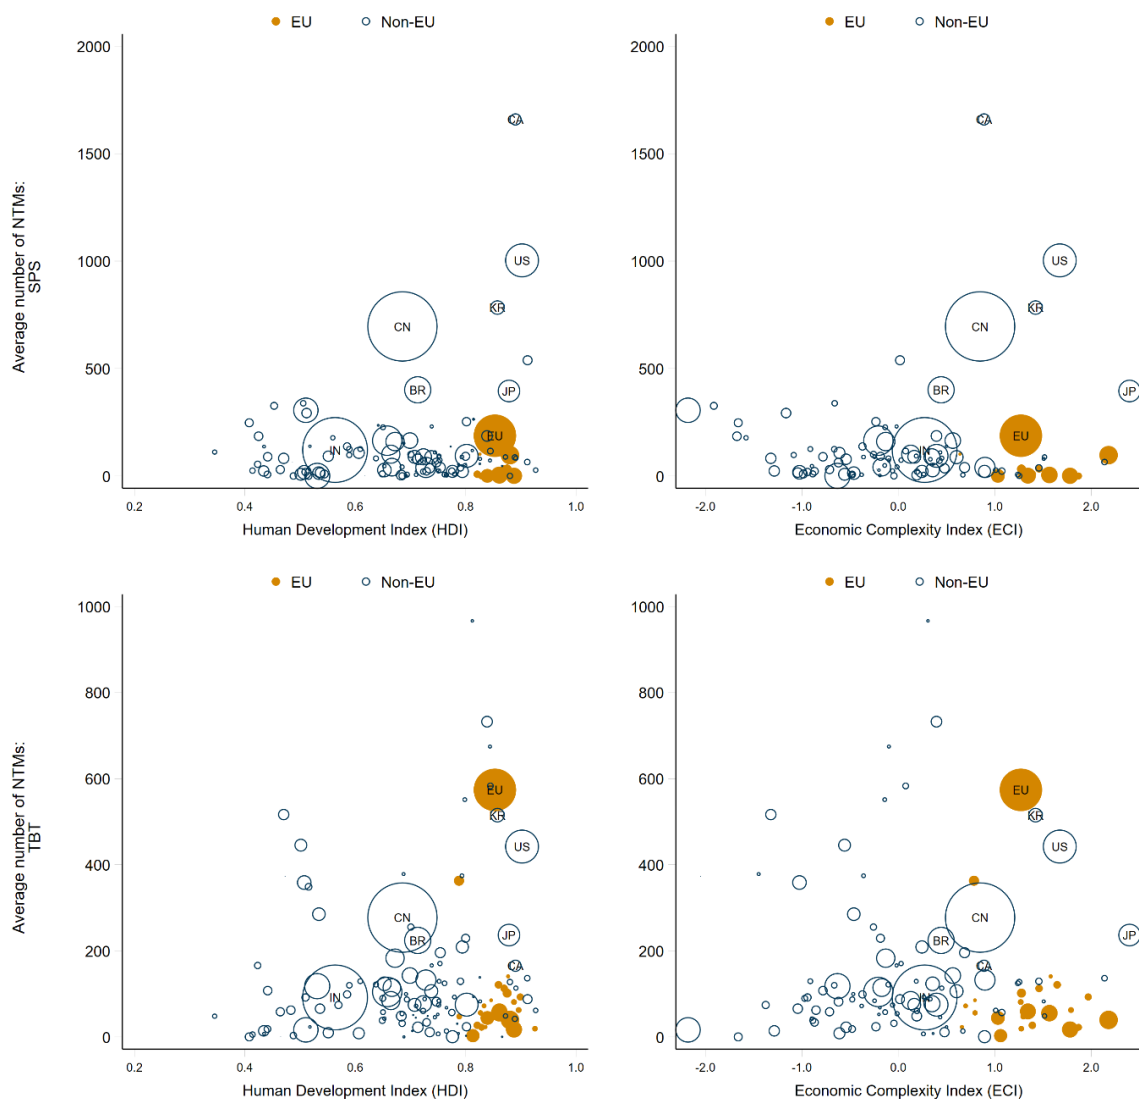 EU Non-EU
EU Non-EU
Average number of NTMs:
SPS
2000
1500
1000
500
0
CA
US
KR
CN
BR
JP
EU
IN
0.2 0.4 0.6 0.8 1.0
Human Development Index (HDI)
2000
1500
1000
500
0
CA
US
KR
CN
BR
JP
EU
IN
-2.0 -1.0 0.0 1.0 2.0
Economic Complexity Index (ECI)
EU Non-EU
EU Non-EU
Average number of NTMs:
TBT
1000
800
600
400
200
0
EU
KR
US
CN
BR
JP
CA
IN
0.2 0.4 0.6 0.8 1.0
Human Development Index (HDI)
1000
800
600
400
200
0
EU
KR
US
CN
BR
JP
CA
IN
-2.0 -1.0 0.0 1.0 2.0
Economic Complexity Index (ECI)